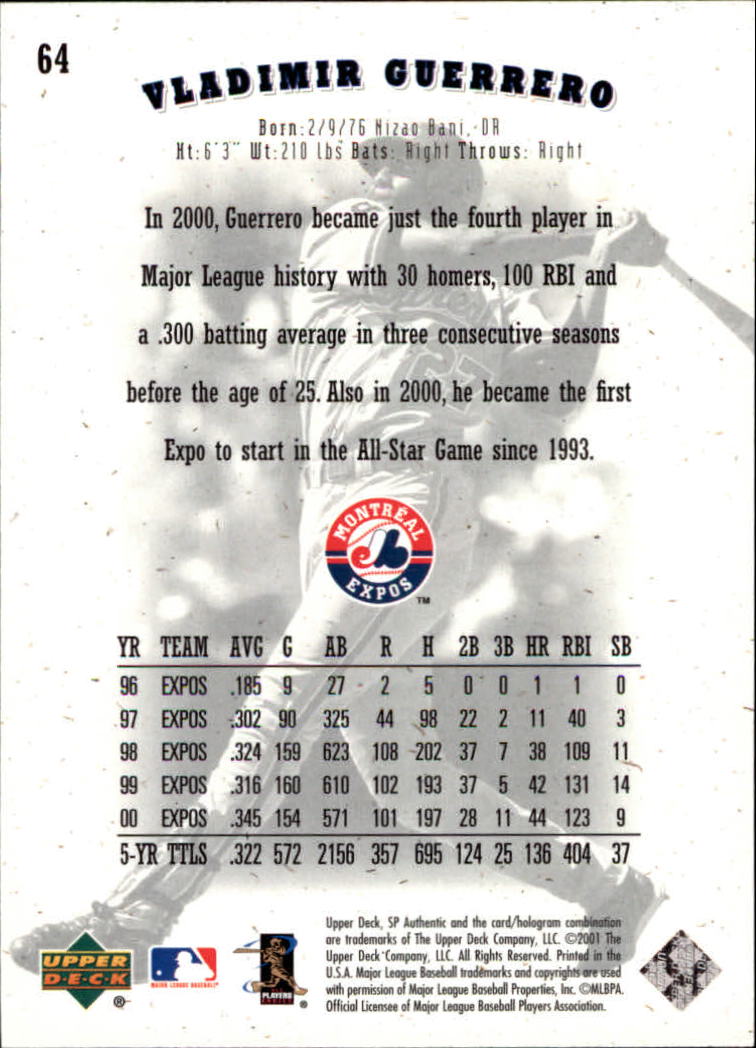 64
VLADIMIR GUERRERO
Born:2/9/76 Nizao Bani, DR
Ht:6'3" Wt:210 lbs Bats: Right Throws: Right
In 2000, Guerrero became just the fourth player in
Major League history with 30 homers, 100 RBI and
a .300 batting average in three consecutive seasons
before the age of 25. Also in 2000, he became the first
Expo to start in the All-Star Game since 1993.
MONTRÉAL
EXPOS
TM
YR TEAM AVG G AB R H 2B 3B HR RBI SB
96 EXPOS .185 9 27 2 5 0 0 1 1 0
97 EXPOS .302 90 325 44 98 22 2 11 40 3
98 EXPOS .324 159 623 108 202 37 7 38 109 11
99 EXPOS .316 160 610 102 193 37 5 42 131 14
00 EXPOS .345 154 571 101 197 28 11 44 123 9
5-YR TTLS .322 572 2156 357 695 124 25 136 404 37
Upper Deck, SP Authentic and the card/hologram combination
are trademarks of The Upper Deck Company, LLC. ©2001 The
Upper Deck Company, LLC. All Rights Reserved. Printed in the
U.S.A. Major League Baseball trademarks and copyrights are used
with permission of Major League Baseball Properties, Inc. ©MLBPA.
Official Licensee of Major League Baseball Players Association.
UPPER
D·E·C·K
®
MAJOR LEAGUE BASEBALL
PLAYERS
®